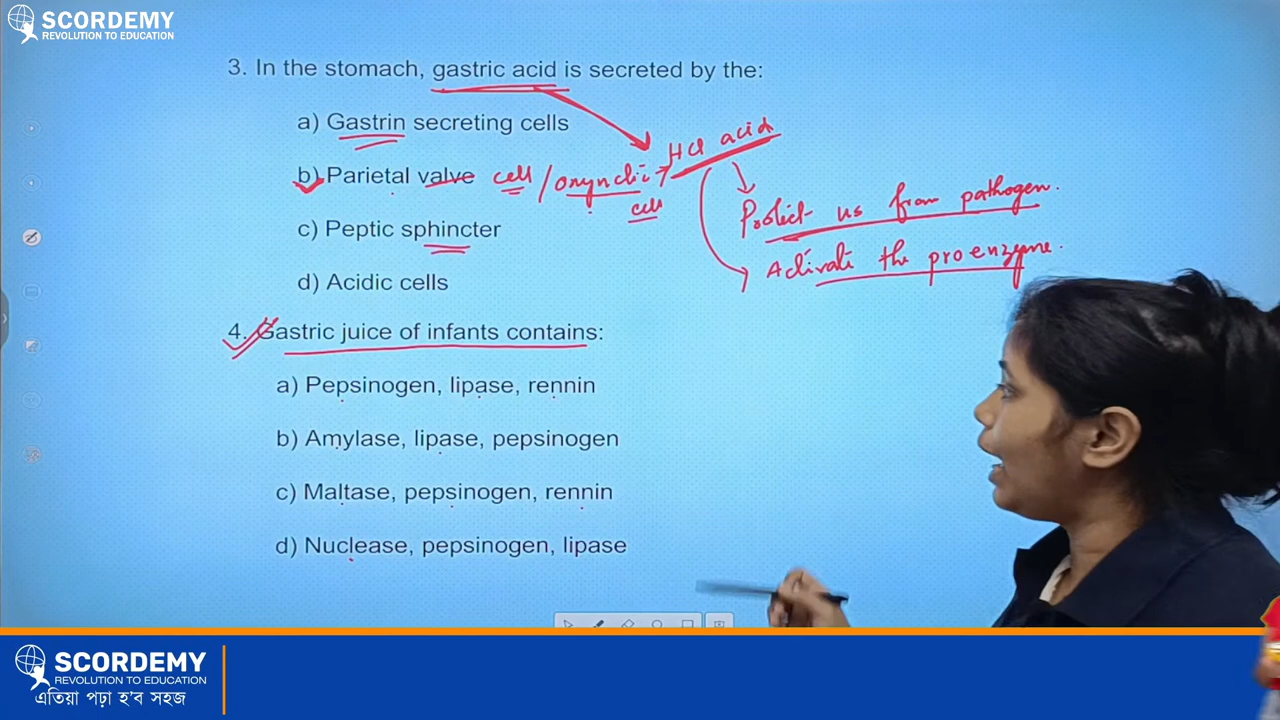 SCORDEMY
REVOLUTION TO EDUCATION
3. In the stomach, gastric acid is secreted by the:
a) Gastrin secreting cells
b) Parietal valve cell / oxynctic cell → HCl acid
Protect us from pathogen.
Activate the proenzyme.
c) Peptic sphincter
d) Acidic cells
4. Gastric juice of infants contains:
a) Pepsinogen, lipase, rennin
b) Amylase, lipase, pepsinogen
c) Maltase, pepsinogen, rennin
d) Nuclease, pepsinogen, lipase
SCORDEMY
REVOLUTION TO EDUCATION
এতিয়া পঢ়া হ'ব সহজ